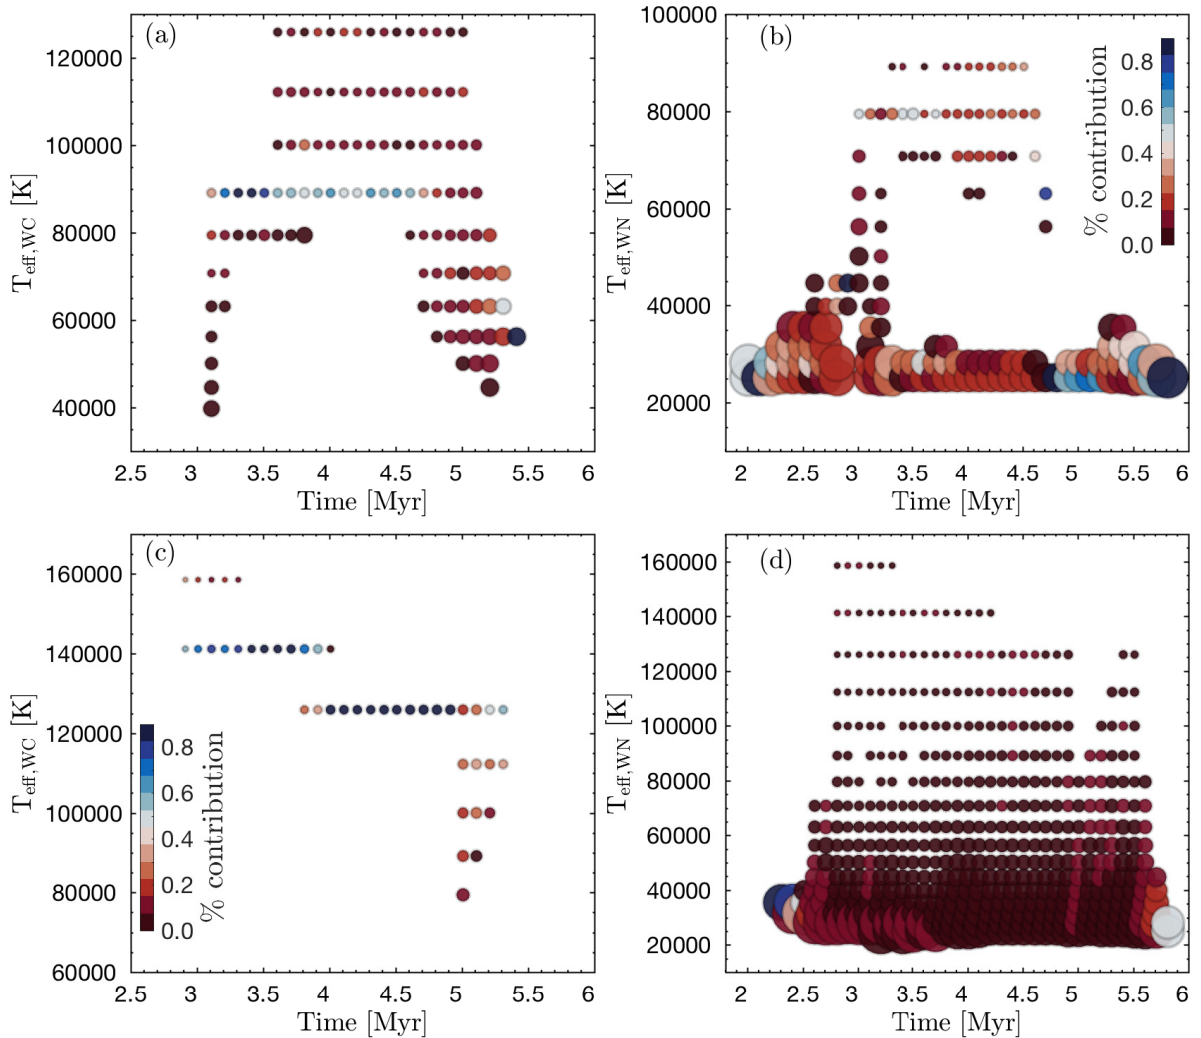 (a)
120000
100000
80000
60000
40000
T_eff,WC [K]
2.5 3 3.5 4 4.5 5 5.5 6
Time [Myr]
(b)
100000
80000
60000
40000
20000
T_eff,WN [K]
2 2.5 3 3.5 4 4.5 5 5.5 6
Time [Myr]
% contribution
0.8
0.6
0.4
0.2
0.0
(c)
160000
140000
120000
100000
80000
60000
T_eff,WC [K]
2.5 3 3.5 4 4.5 5 5.5 6
Time [Myr]
0.8
0.6
0.4
0.2
0.0
% contribution
(d)
160000
140000
120000
100000
80000
60000
40000
20000
T_eff,WN [K]
2 2.5 3 3.5 4 4.5 5 5.5 6
Time [Myr]